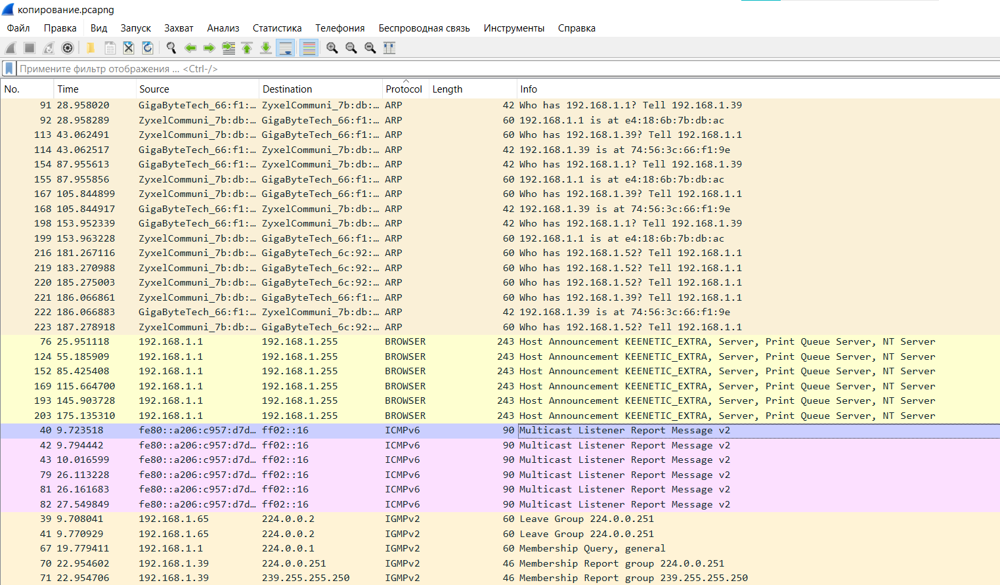 копирование.pcapng
Файл Правка Вид Запуск Захват Анализ Статистика Телефония Беспроводная связь Инструменты Справка
Примените фильтр отображения ... <Ctrl-/>
No. Time Source Destination Protocol Length Info
91 28.958020 GigaByteTech_66:f1:… ZyxelCommuni_7b:db:… ARP 42 Who has 192.168.1.1? Tell 192.168.1.39
92 28.958289 ZyxelCommuni_7b:db:… GigaByteTech_66:f1:… ARP 60 192.168.1.1 is at e4:18:6b:7b:db:ac
113 43.062491 ZyxelCommuni_7b:db:… GigaByteTech_66:f1:… ARP 60 Who has 192.168.1.39? Tell 192.168.1.1
114 43.062517 GigaByteTech_66:f1:… ZyxelCommuni_7b:db:… ARP 42 192.168.1.39 is at 74:56:3c:66:f1:9e
154 87.955613 GigaByteTech_66:f1:… ZyxelCommuni_7b:db:… ARP 42 Who has 192.168.1.1? Tell 192.168.1.39
155 87.955856 ZyxelCommuni_7b:db:… GigaByteTech_66:f1:… ARP 60 192.168.1.1 is at e4:18:6b:7b:db:ac
167 105.844899 ZyxelCommuni_7b:db:… GigaByteTech_66:f1:… ARP 60 Who has 192.168.1.39? Tell 192.168.1.1
168 105.844917 GigaByteTech_66:f1:… ZyxelCommuni_7b:db:… ARP 42 192.168.1.39 is at 74:56:3c:66:f1:9e
198 153.952339 GigaByteTech_66:f1:… ZyxelCommuni_7b:db:… ARP 42 Who has 192.168.1.1? Tell 192.168.1.39
199 153.963228 ZyxelCommuni_7b:db:… GigaByteTech_66:f1:… ARP 60 192.168.1.1 is at e4:18:6b:7b:db:ac
216 181.267116 ZyxelCommuni_7b:db:… GigaByteTech_6c:92:… ARP 60 Who has 192.168.1.52? Tell 192.168.1.1
219 183.270988 ZyxelCommuni_7b:db:… GigaByteTech_6c:92:… ARP 60 Who has 192.168.1.52? Tell 192.168.1.1
220 185.275003 ZyxelCommuni_7b:db:… GigaByteTech_6c:92:… ARP 60 Who has 192.168.1.52? Tell 192.168.1.1
221 186.066861 ZyxelCommuni_7b:db:… GigaByteTech_66:f1:… ARP 60 Who has 192.168.1.39? Tell 192.168.1.1
222 186.066883 GigaByteTech_66:f1:… ZyxelCommuni_7b:db:… ARP 42 192.168.1.39 is at 74:56:3c:66:f1:9e
223 187.278918 ZyxelCommuni_7b:db:… GigaByteTech_6c:92:… ARP 60 Who has 192.168.1.52? Tell 192.168.1.1
76 25.951118 192.168.1.1 192.168.1.255 BROWSER 243 Host Announcement KEENETIC_EXTRA, Server, Print Queue Server, NT Server
124 55.185909 192.168.1.1 192.168.1.255 BROWSER 243 Host Announcement KEENETIC_EXTRA, Server, Print Queue Server, NT Server
152 85.425408 192.168.1.1 192.168.1.255 BROWSER 243 Host Announcement KEENETIC_EXTRA, Server, Print Queue Server, NT Server
169 115.664700 192.168.1.1 192.168.1.255 BROWSER 243 Host Announcement KEENETIC_EXTRA, Server, Print Queue Server, NT Server
193 145.903728 192.168.1.1 192.168.1.255 BROWSER 243 Host Announcement KEENETIC_EXTRA, Server, Print Queue Server, NT Server
203 175.135310 192.168.1.1 192.168.1.255 BROWSER 243 Host Announcement KEENETIC_EXTRA, Server, Print Queue Server, NT Server
40 9.723518 fe80::a206:c957:d7d… ff02::16 ICMPv6 90 Multicast Listener Report Message v2
42 9.794442 fe80::a206:c957:d7d… ff02::16 ICMPv6 90 Multicast Listener Report Message v2
43 10.016599 fe80::a206:c957:d7d… ff02::16 ICMPv6 90 Multicast Listener Report Message v2
79 26.113228 fe80::a206:c957:d7d… ff02::16 ICMPv6 90 Multicast Listener Report Message v2
81 26.161683 fe80::a206:c957:d7d… ff02::16 ICMPv6 90 Multicast Listener Report Message v2
82 27.549849 fe80::a206:c957:d7d… ff02::16 ICMPv6 90 Multicast Listener Report Message v2
39 9.708041 192.168.1.65 224.0.0.2 IGMPv2 60 Leave Group 224.0.0.251
41 9.770929 192.168.1.65 224.0.0.2 IGMPv2 60 Leave Group 224.0.0.251
67 19.779411 192.168.1.1 224.0.0.1 IGMPv2 60 Membership Query, general
70 22.954602 192.168.1.39 224.0.0.251 IGMPv2 46 Membership Report group 224.0.0.251
71 22.954706 192.168.1.39 239.255.255.250 IGMPv2 46 Membership Report group 239.255.255.250